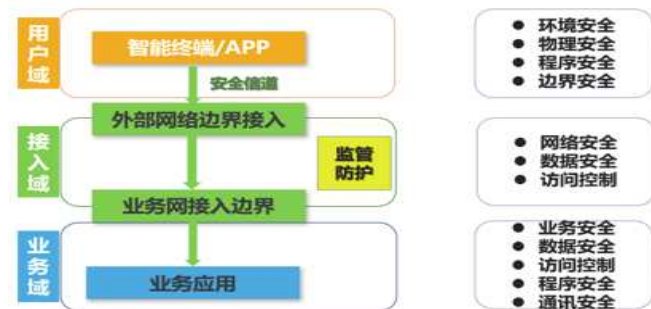 用户域
智能终端/APP
安全信道
环境安全
物理安全
程序安全
边界安全
外部网络边界接入
接入域
监管
防护
网络安全
数据安全
访问控制
业务网接入边界
业务域
业务应用
业务安全
数据安全
访问控制
程序安全
通讯安全